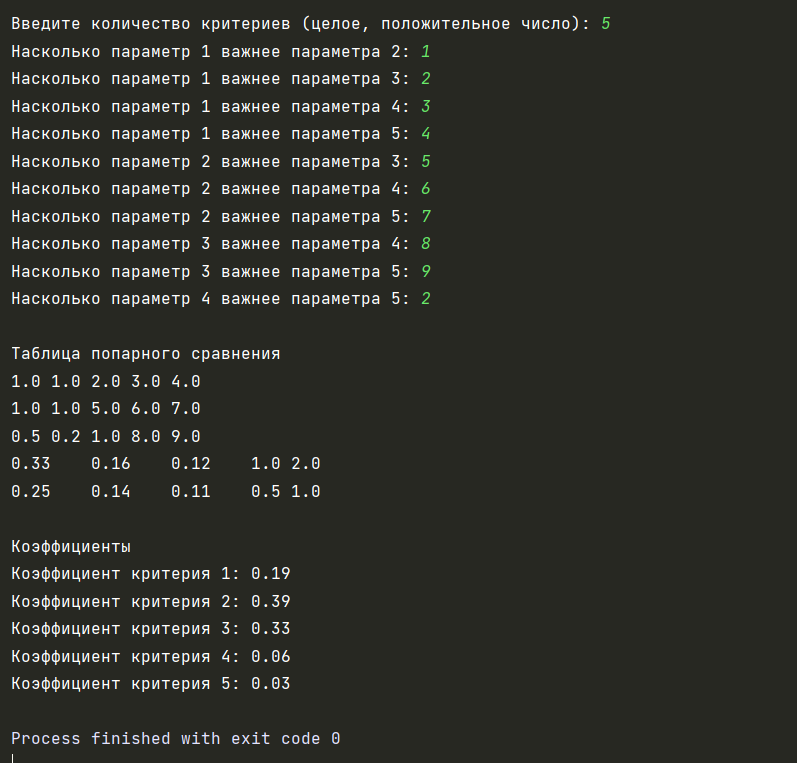 Введите количество критериев (целое, положительное число): 5
Насколько параметр 1 важнее параметра 2: 1
Насколько параметр 1 важнее параметра 3: 2
Насколько параметр 1 важнее параметра 4: 3
Насколько параметр 1 важнее параметра 5: 4
Насколько параметр 2 важнее параметра 3: 5
Насколько параметр 2 важнее параметра 4: 6
Насколько параметр 2 важнее параметра 5: 7
Насколько параметр 3 важнее параметра 4: 8
Насколько параметр 3 важнее параметра 5: 9
Насколько параметр 4 важнее параметра 5: 2
Таблица попарного сравнения
1.0 1.0 2.0 3.0 4.0
1.0 1.0 5.0 6.0 7.0
0.5 0.2 1.0 8.0 9.0
0.33    0.16    0.12    1.0 2.0
0.25    0.14    0.11    0.5 1.0
Коэффициенты
Коэффициент критерия 1: 0.19
Коэффициент критерия 2: 0.39
Коэффициент критерия 3: 0.33
Коэффициент критерия 4: 0.06
Коэффициент критерия 5: 0.03
Process finished with exit code 0